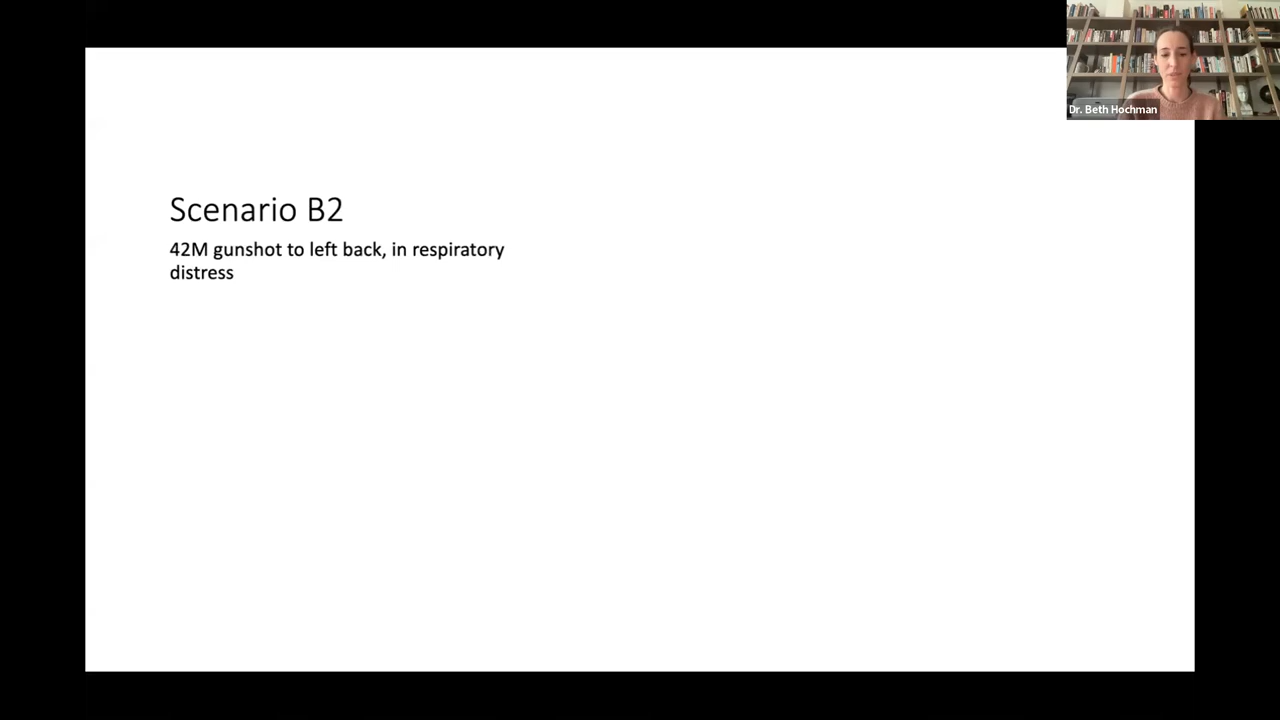 Dr. Beth Hochman
Scenario B2
42M gunshot to left back, in respiratory
distress